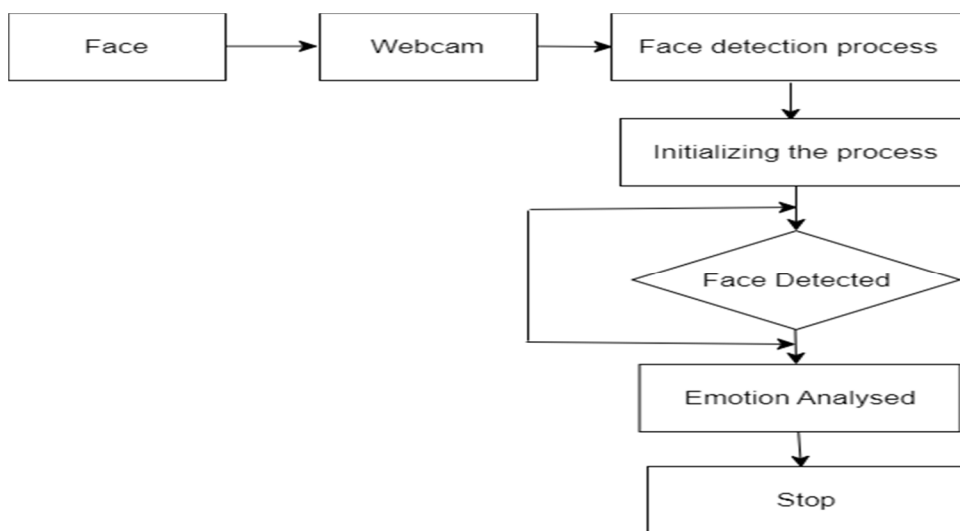 Face
Webcam
Face detection process
Initializing the process
Face Detected
Emotion Analysed
Stop